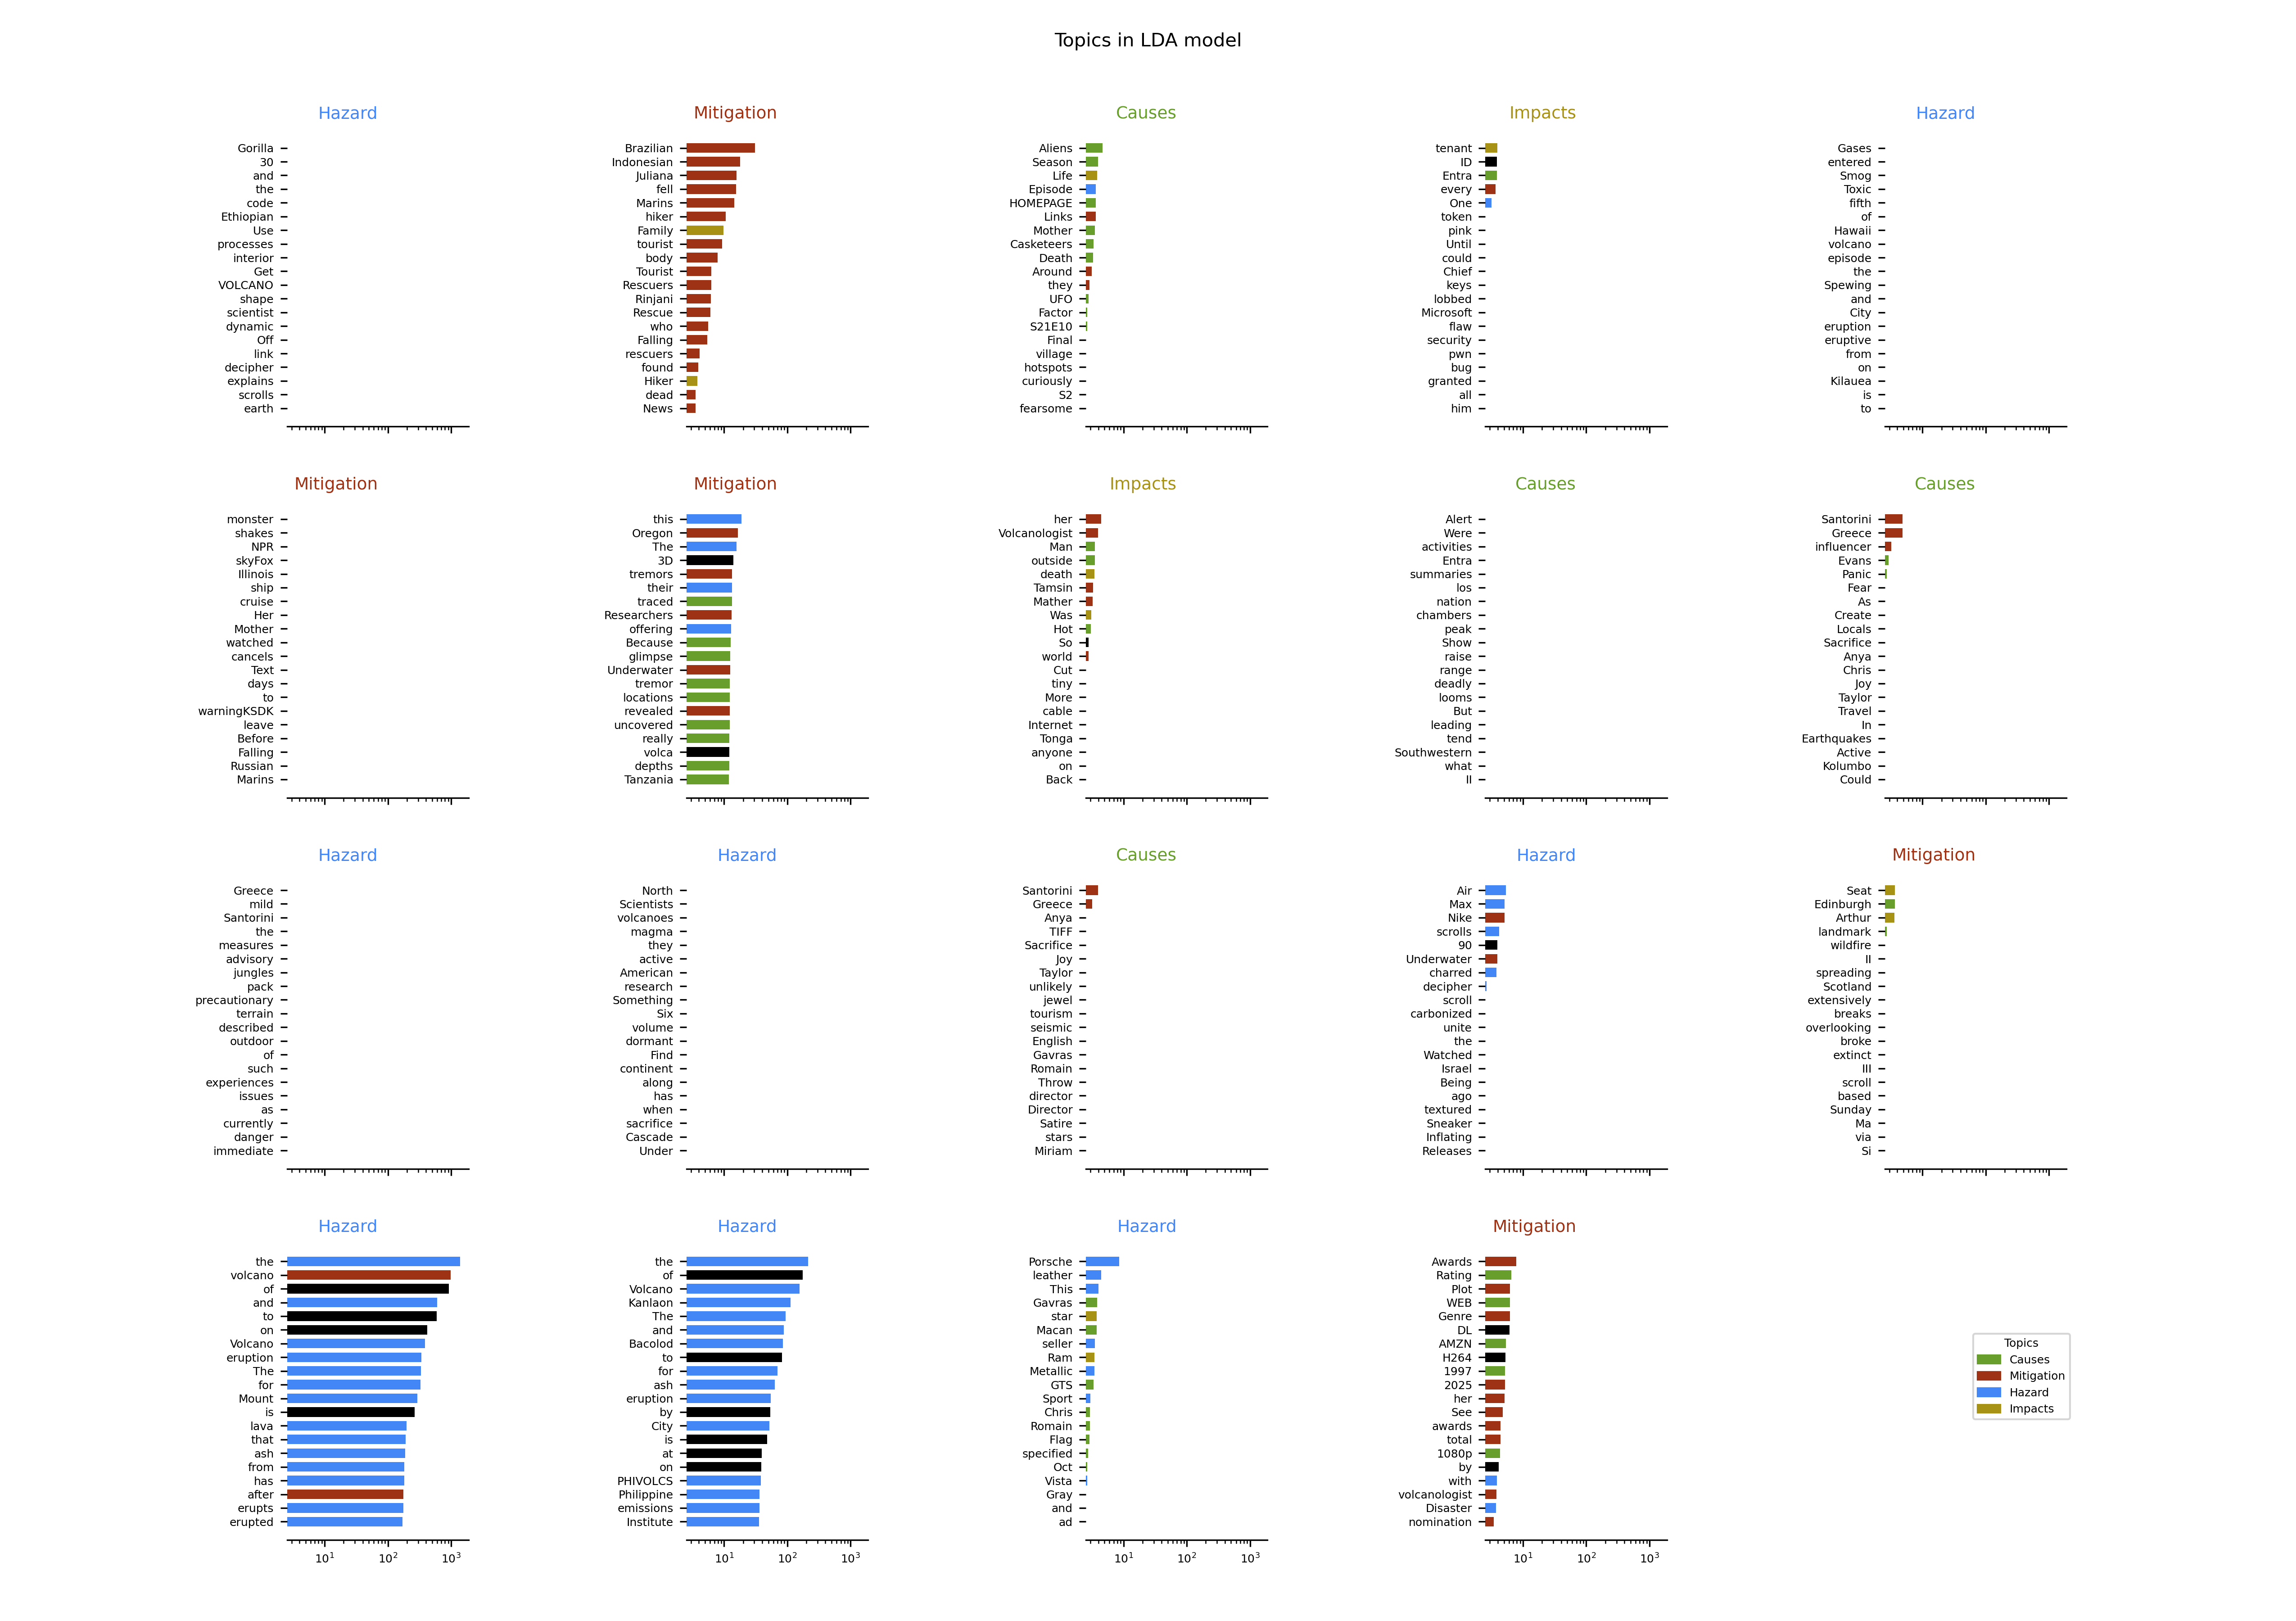 Topics in LDA model
Hazard
Gorilla
30
and
the
code
Ethiopian
Use
processes
interior
Get
VOLCANO
shape
scientist
dynamic
Off
link
decipher
explains
scrolls
earth
Mitigation
Brazilian
Indonesian
Juliana
fell
Marins
hiker
Family
tourist
body
Tourist
Rescuers
Rinjani
Rescue
who
Falling
rescuers
found
Hiker
dead
News
Causes
Aliens
Season
Life
Episode
HOMEPAGE
Links
Mother
Casketeers
Death
Around
they
UFO
Factor
S21E10
Final
village
hotspots
curiously
S2
fearsome
Impacts
tenant
ID
Entra
every
One
token
pink
Until
could
Chief
keys
lobbed
Microsoft
flaw
security
pwn
bug
granted
all
him
Hazard
Gases
entered
Smog
Toxic
fifth
of
Hawaii
volcano
episode
the
Spewing
and
City
eruption
eruptive
from
on
Kilauea
is
to
Mitigation
monster
shakes
NPR
skyFox
Illinois
ship
cruise
Her
Mother
watched
cancels
Text
days
to
warningKSDK
leave
Before
Falling
Russian
Marins
Mitigation
this
Oregon
The
3D
tremors
their
traced
Researchers
offering
Because
glimpse
Underwater
tremor
locations
revealed
uncovered
really
volca
depths
Tanzania
Impacts
her
Volcanologist
Man
outside
death
Tamsin
Mather
Was
Hot
So
world
Cut
tiny
More
cable
Internet
Tonga
anyone
on
Back
Causes
Alert
Were
activities
Entra
summaries
los
nation
chambers
peak
Show
raise
range
deadly
looms
But
leading
tend
Southwestern
what
II
Causes
Santorini
Greece
influencer
Evans
Panic
Fear
As
Create
Locals
Sacrifice
Anya
Chris
Joy
Taylor
Travel
In
Earthquakes
Active
Kolumbo
Could
Hazard
Greece
mild
Santorini
the
measures
advisory
jungles
pack
precautionary
terrain
described
outdoor
of
such
experiences
issues
as
currently
danger
immediate
Hazard
North
Scientists
volcanoes
magma
they
active
American
research
Something
Six
volume
dormant
Find
continent
along
has
when
sacrifice
Cascade
Under
Causes
Santorini
Greece
Anya
TIFF
Sacrifice
Joy
Taylor
unlikely
jewel
tourism
seismic
English
Gavras
Romain
Throw
director
Director
Satire
stars
Miriam
Hazard
Air
Max
Nike
scrolls
90
Underwater
charred
decipher
scroll
carbonized
unite
the
Watched
Israel
Being
ago
textured
Sneaker
Inflating
Releases
Mitigation
Seat
Edinburgh
Arthur
landmark
wildfire
II
spreading
Scotland
extensively
breaks
overlooking
broke
extinct
III
scroll
based
Sunday
Ma
via
Si
Hazard
the
volcano
of
and
to
on
Volcano
eruption
The
for
Mount
is
lava
that
ash
from
has
after
erupts
erupted
10¹ 10² 10³
Hazard
the
of
Volcano
Kanlaon
The
and
Bacolod
to
for
ash
eruption
by
City
is
at
on
PHIVOLCS
Philippine
emissions
Institute
10¹ 10² 10³
Hazard
Porsche
leather
This
Gavras
star
Macan
seller
Ram
Metallic
GTS
Sport
Chris
Romain
Flag
specified
Oct
Vista
Gray
and
ad
10¹ 10² 10³
Mitigation
Awards
Rating
Plot
WEB
Genre
DL
AMZN
H264
1997
2025
her
See
awards
total
1080p
by
with
volcanologist
Disaster
nomination
10¹ 10² 10³
Topics
Causes
Mitigation
Hazard
Impacts